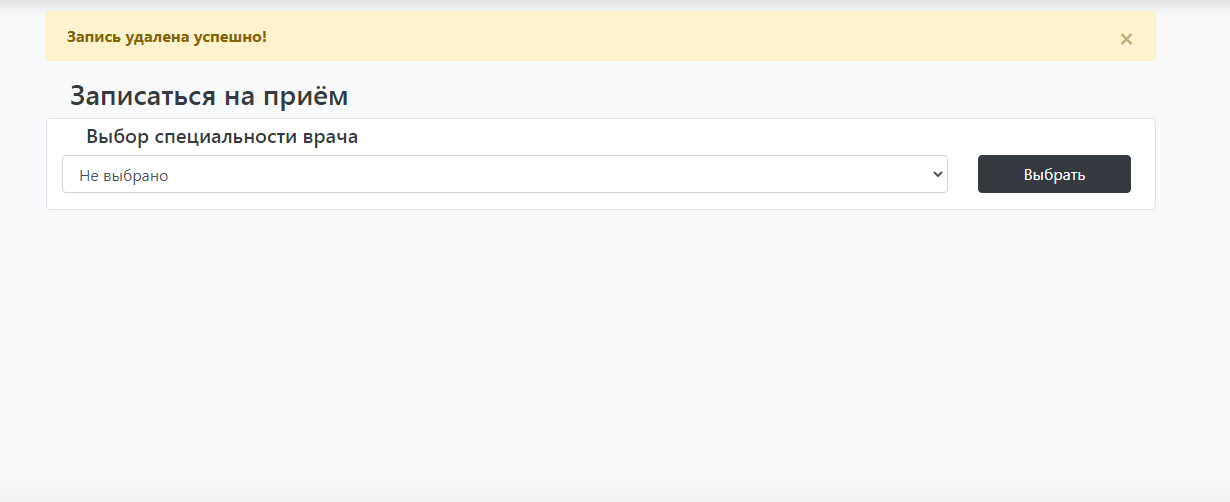 Запись удалена успешно!
×
Записаться на приём
Выбор специальности врача
Не выбрано
Выбрать